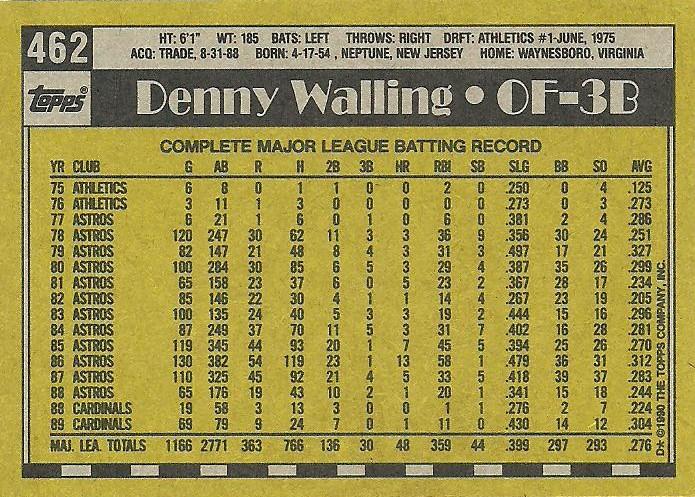 462
HT: 6'1" WT: 185 BATS: LEFT THROWS: RIGHT DRFT: ATHLETICS #1-JUNE, 1975
ACQ: TRADE, 8-31-88 BORN: 4-17-54 , NEPTUNE, NEW JERSEY HOME: WAYNESBORO, VIRGINIA
topps® Denny Walling • OF-3B
COMPLETE MAJOR LEAGUE BATTING RECORD
YR CLUB G AB R H 2B 3B HR RBI SB SLG BB SO AVG
75 ATHLETICS 6 8 0 1 1 0 0 2 0 .250 0 4 .125
76 ATHLETICS 3 11 1 3 0 0 0 0 0 .273 0 3 .273
77 ASTROS 6 21 1 6 0 1 0 6 0 .381 2 4 .286
78 ASTROS 120 247 30 62 11 3 3 36 9 .356 30 24 .251
79 ASTROS 82 147 21 48 8 4 3 31 3 .497 17 21 .327
80 ASTROS 100 284 30 85 6 5 3 29 4 .387 35 26 .299
81 ASTROS 65 158 23 37 6 0 5 23 2 .367 28 17 .234
82 ASTROS 85 146 22 30 4 1 1 14 4 .267 23 19 .205
83 ASTROS 100 135 24 40 5 3 3 19 2 .444 15 16 .296
84 ASTROS 87 249 37 70 11 5 3 31 7 .402 16 28 .281
85 ASTROS 119 345 44 93 20 1 7 45 5 .394 25 26 .270
86 ASTROS 130 382 54 119 23 1 13 58 1 .479 36 31 .312
87 ASTROS 110 325 45 92 21 4 5 33 5 .418 39 37 .283
88 ASTROS 65 176 19 43 10 2 1 20 1 .341 15 18 .244
88 CARDINALS 19 58 3 13 3 0 0 1 1 .276 2 7 .224
89 CARDINALS 69 79 9 24 7 0 1 11 0 .430 14 12 .304
MAJ. LEA. TOTALS 1166 2771 363 766 136 30 48 359 44 .399 297 293 .276
D* ©1990 THE TOPPS COMPANY, INC.